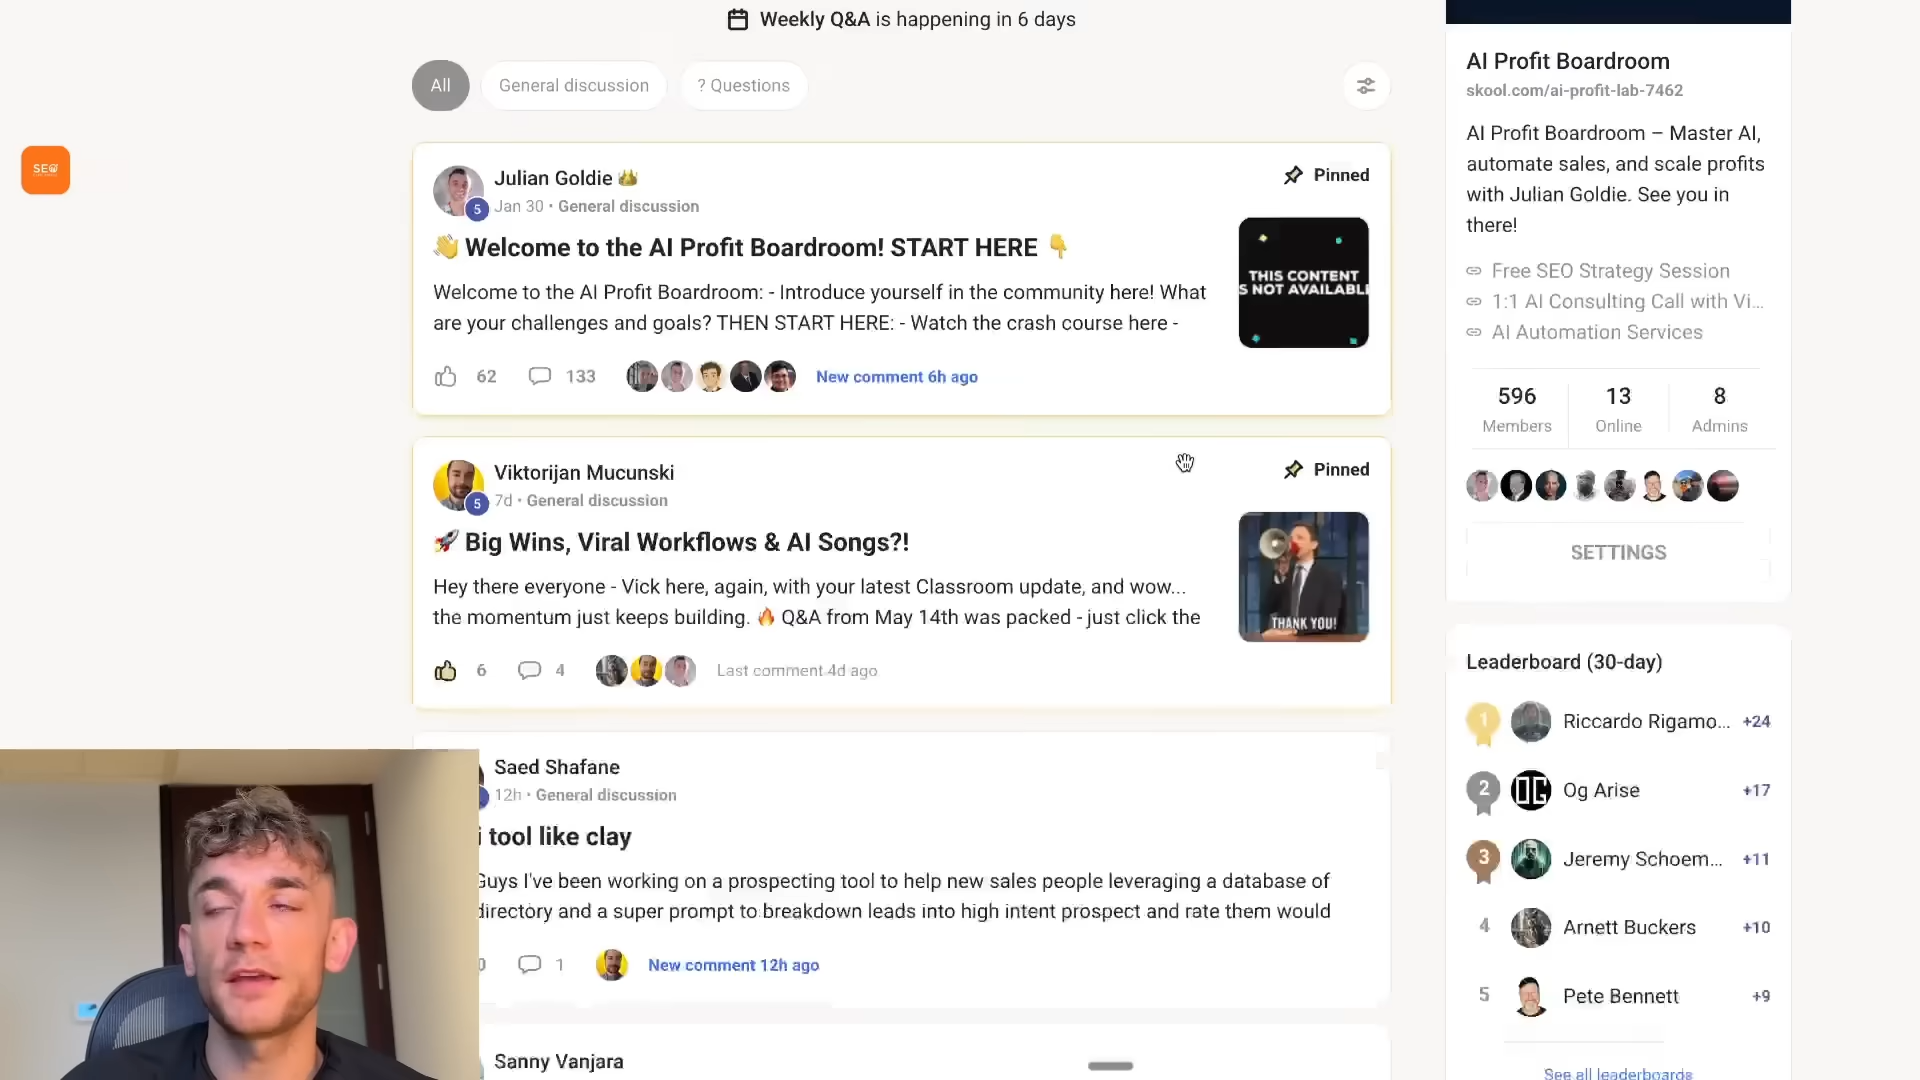 Weekly Q&A is happening in 6 days
All
General discussion
? Questions
SEO
Julian Goldie
5
Jan 30 • General discussion
Pinned
👋 Welcome to the AI Profit Boardroom! START HERE 👇
Welcome to the AI Profit Boardroom: - Introduce yourself in the community here! What
are your challenges and goals? THEN START HERE: - Watch the crash course here -
THIS CONTENT
S NOT AVAILABL
62
133
New comment 6h ago
Viktorijan Mucunski
5
7d • General discussion
Pinned
🚀 Big Wins, Viral Workflows & AI Songs?!
Hey there everyone - Vick here, again, with your latest Classroom update, and wow...
the momentum just keeps building. 🔥 Q&A from May 14th was packed - just click the
THANK YOU!
6
4
Last comment 4d ago
Saed Shafane
12h • General discussion
i tool like clay
Guys I've been working on a prospecting tool to help new sales people leveraging a database of
directory and a super prompt to breakdown leads into high intent prospect and rate them would
0
1
New comment 12h ago
Sanny Vanjara
AI Profit Boardroom
skool.com/ai-profit-lab-7462
AI Profit Boardroom – Master AI,
automate sales, and scale profits
with Julian Goldie. See you in
there!
Free SEO Strategy Session
1:1 AI Consulting Call with Vi...
AI Automation Services
596
Members
13
Online
8
Admins
SETTINGS
Leaderboard (30-day)
1
Riccardo Rigamo...
+24
2
OG
Og Arise
+17
3
Jeremy Schoem...
+11
4
Arnett Buckers
+10
5
Pete Bennett
+9
See all leaderboards